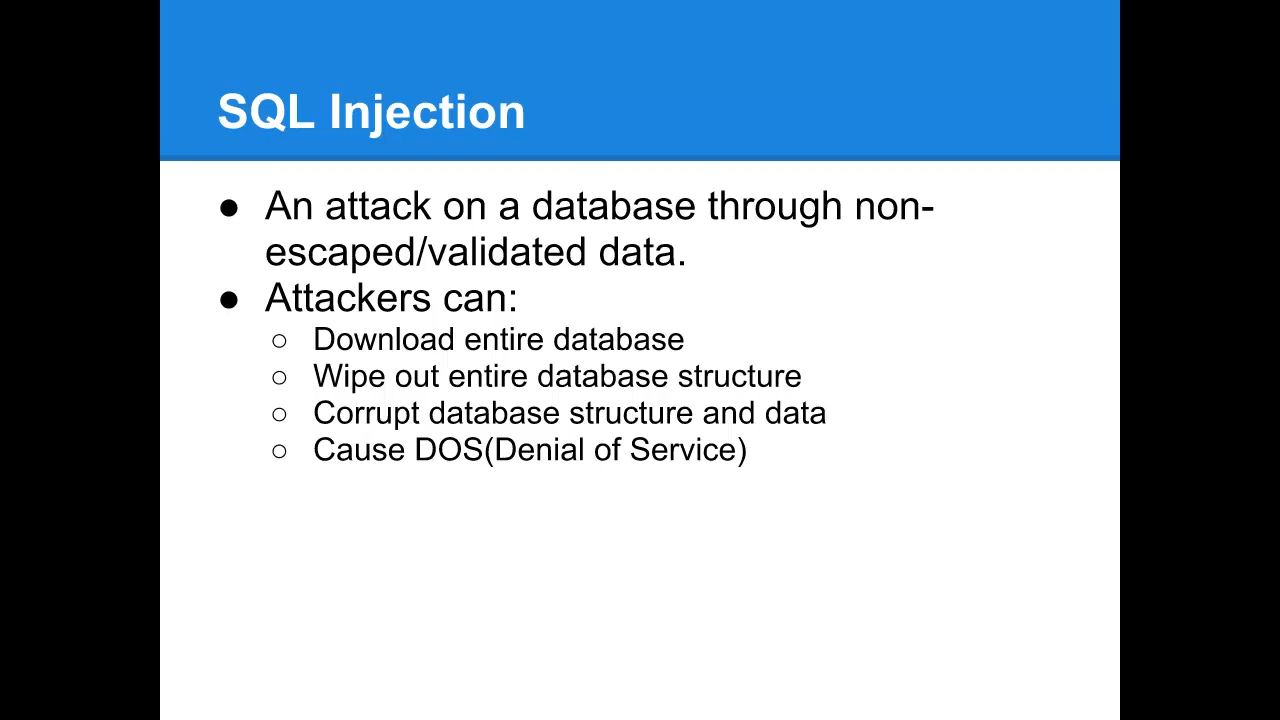 SQL Injection
● An attack on a database through non-
escaped/validated data.
● Attackers can:
○ Download entire database
○ Wipe out entire database structure
○ Corrupt database structure and data
○ Cause DOS(Denial of Service)